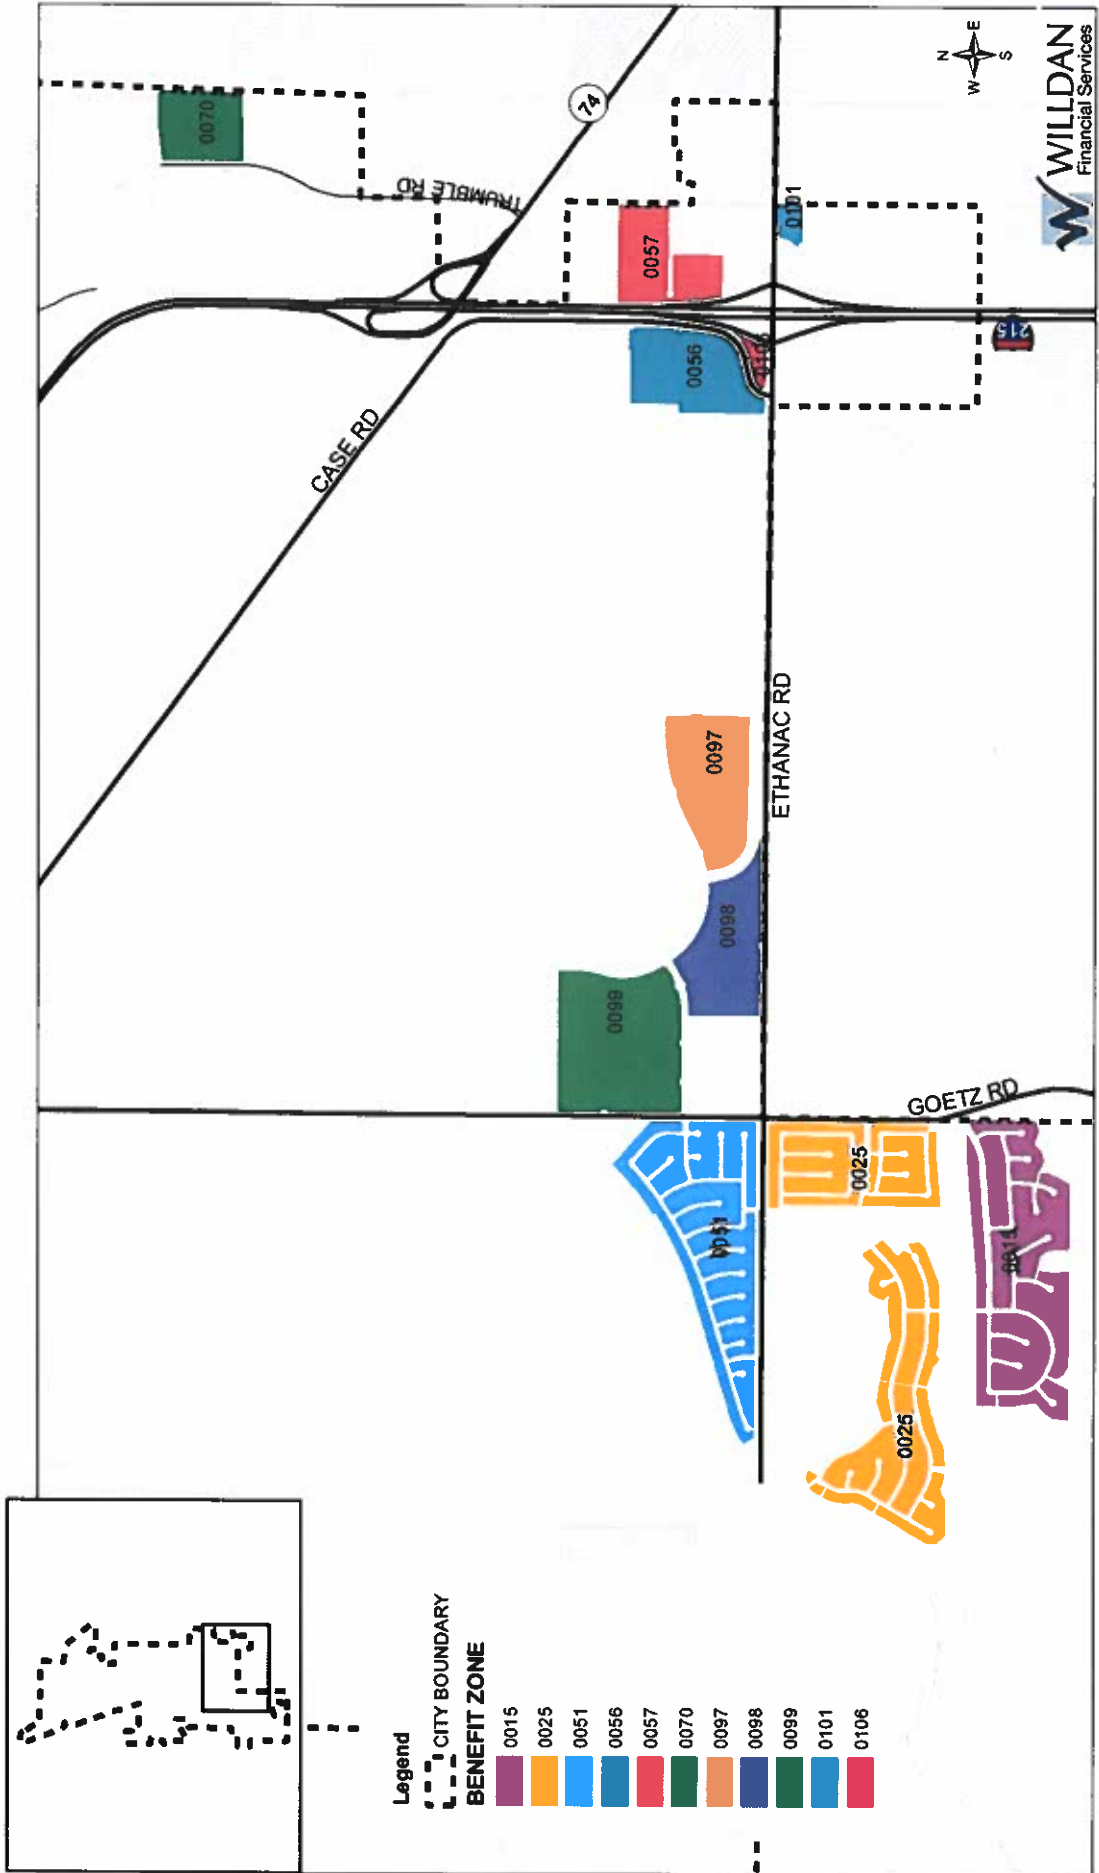 0070
TRUMBLE RD
74
N
W
E
S
WILLDAN
Financial Services
0057
0101
0056
0106
215
CASE RD
0097
ETHANAC RD
0098
0099
GOETZ RD
0051
0025
0015
0025
Legend
CITY BOUNDARY
BENEFIT ZONE
0015
0025
0051
0056
0057
0070
0097
0098
0099
0101
0106